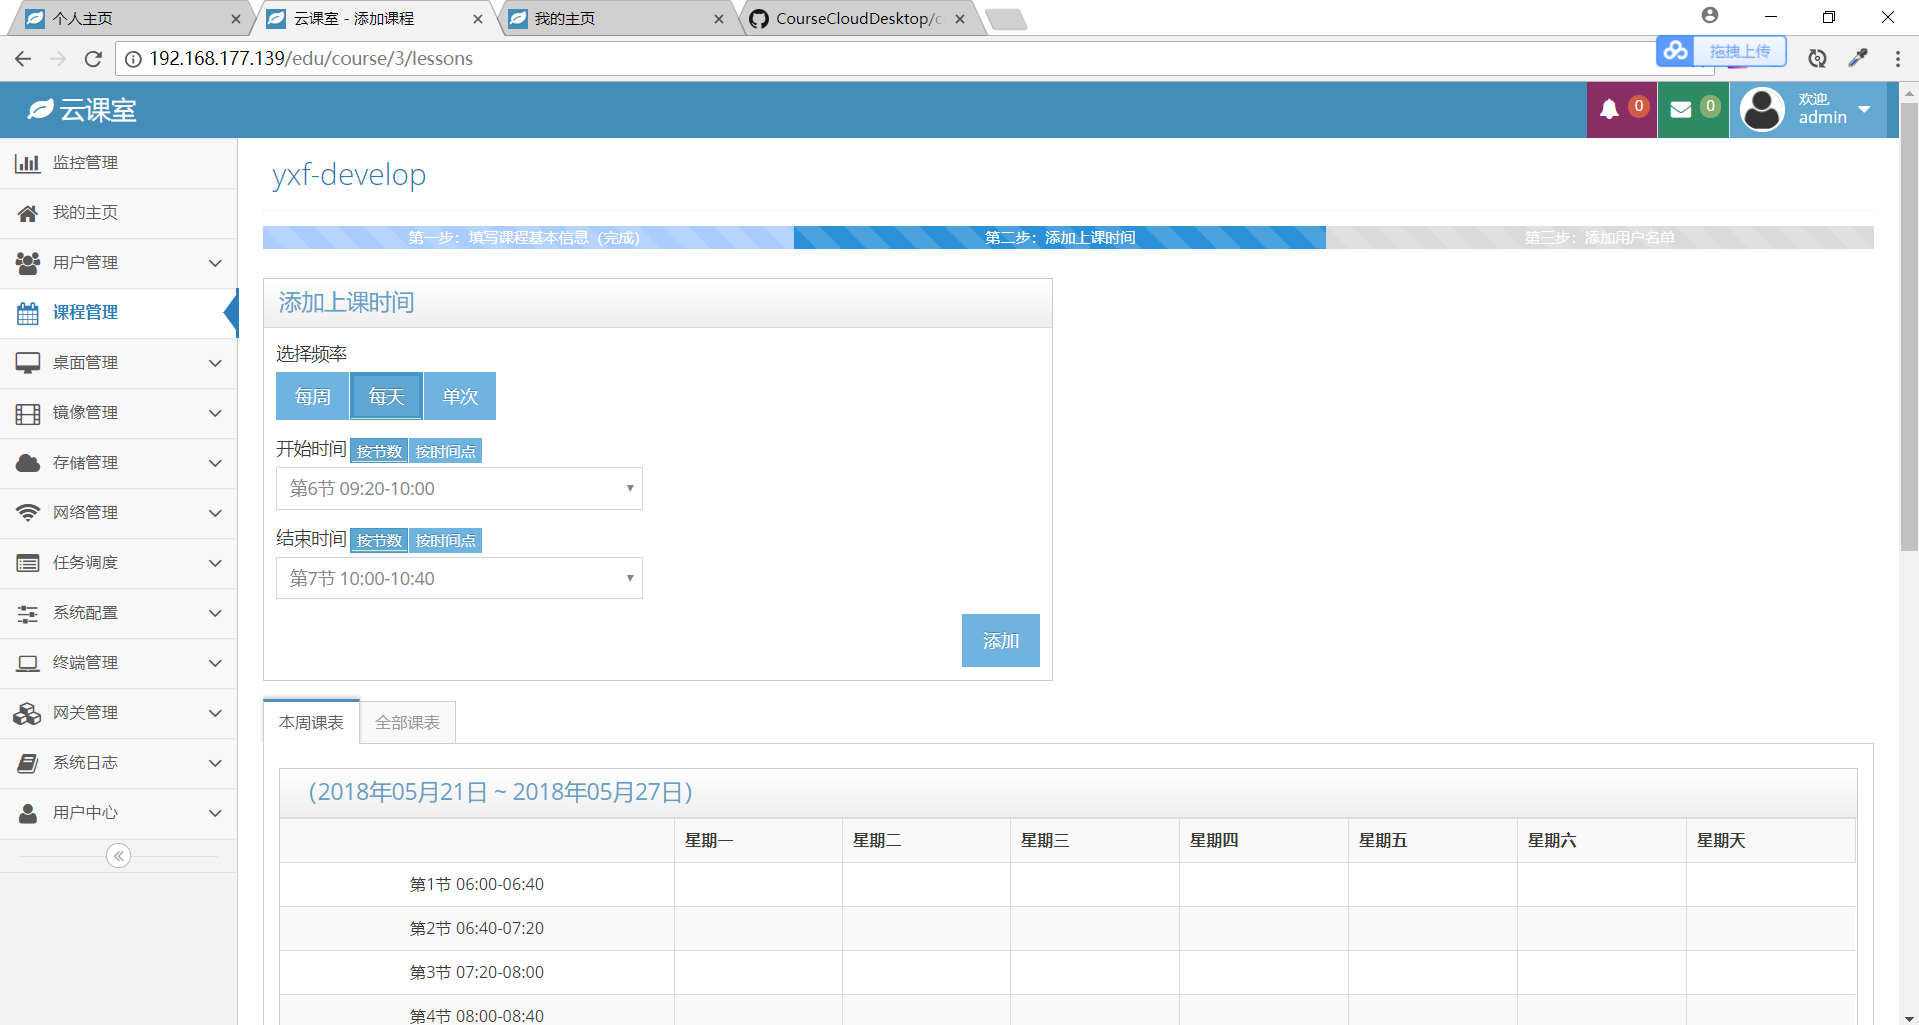 个人主页
云课室 - 添加课程
我的主页
CourseCloudDesktop/c
192.168.177.139/edu/course/3/lessons
拖拽上传
云课室
0
0
欢迎,
admin
监控管理
我的主页
用户管理
课程管理
桌面管理
镜像管理
存储管理
网络管理
任务调度
系统配置
终端管理
网关管理
系统日志
用户中心
yxf-develop
第一步：填写课程基本信息（完成） 第二步：添加上课时间 第三步：添加用户名单
添加上课时间
选择频率
每周 每天 单次
开始时间 按节数 按时间点
第6节 09:20-10:00
结束时间 按节数 按时间点
第7节 10:00-10:40
添加
本周课表 全部课表
（2018年05月21日 ~ 2018年05月27日）
星期一 星期二 星期三 星期四 星期五 星期六 星期天
第1节 06:00-06:40
第2节 06:40-07:20
第3节 07:20-08:00
第4节 08:00-08:40